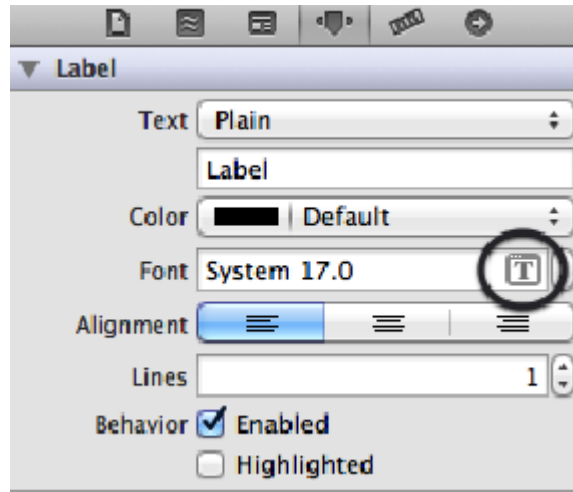 Label
Text Plain
Label
Color Default
Font System 17.0 T
Alignment
Lines 1
Behavior Enabled
Highlighted